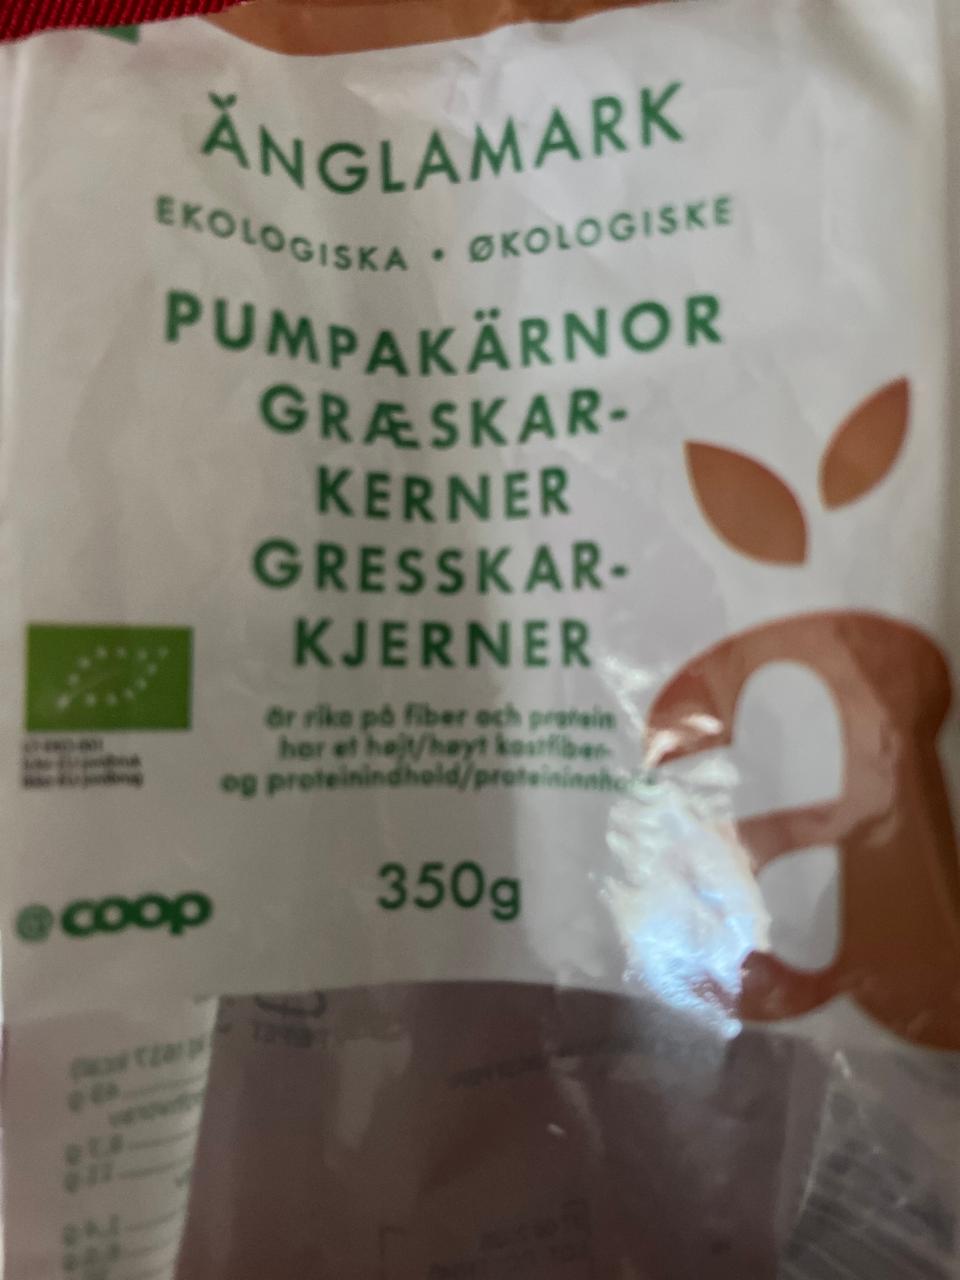 ÄNGLAMARK
EKOLOGISKA • ØKOLOGISKE
PUMPAKÄRNOR
GRÆSKAR-
KERNER
GRESSKAR-
KJERNER
är rika på fiber och protein
har et højt/høyt kostfiber-
og proteinindhold/proteininnho
350g
coop